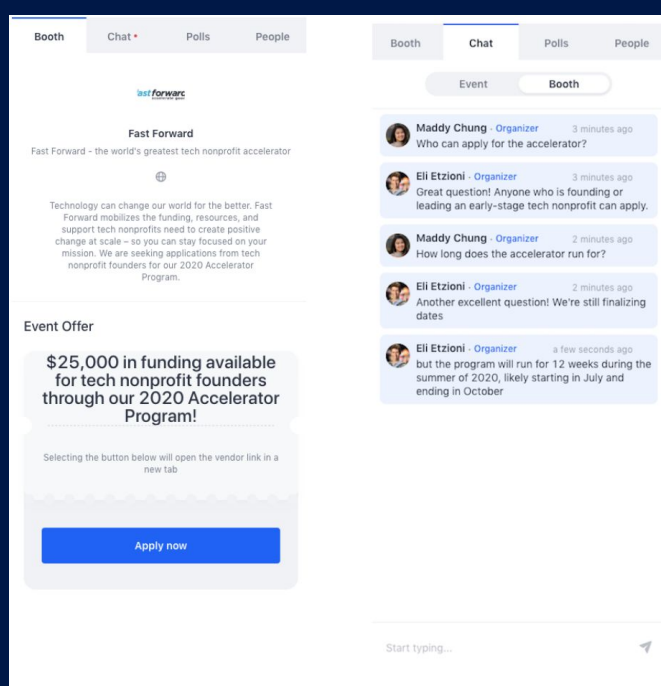 Booth Chat Polls People
fast forward
Fast Forward
Fast Forward - the world's greatest tech nonprofit accelerator
Technology can change our world for the better. Fast
Forward mobilizes the funding, resources, and
support tech nonprofits need to create positive
change at scale – so you can stay focused on your
mission. We are seeking applications from tech
nonprofit founders for our 2020 Accelerator
Program.
Event Offer
$25,000 in funding available
for tech nonprofit founders
through our 2020 Accelerator
Program!
Selecting the button below will open the vendor link in a
new tab
Apply now
Booth Chat Polls People
Event Booth
Maddy Chung · Organizer 3 minutes ago
Who can apply for the accelerator?
Eli Etzioni · Organizer 3 minutes ago
Great question! Anyone who is founding or
leading an early-stage tech nonprofit can apply.
Maddy Chung · Organizer 2 minutes ago
How long does the accelerator run for?
Eli Etzioni · Organizer 2 minutes ago
Another excellent question! We're still finalizing
dates
Eli Etzioni · Organizer a few seconds ago
but the program will run for 12 weeks during the
summer of 2020, likely starting in July and
ending in October
Start typing...